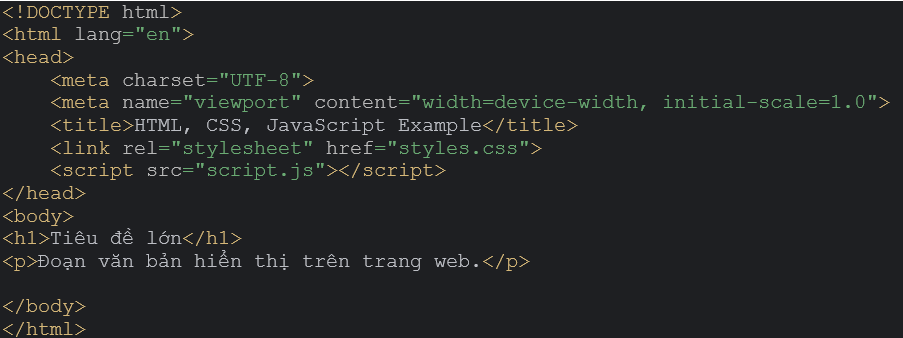 <!DOCTYPE html>
<html lang="en">
<head>
    <meta charset="UTF-8">
    <meta name="viewport" content="width=device-width, initial-scale=1.0">
    <title>HTML, CSS, JavaScript Example</title>
    <link rel="stylesheet" href="styles.css">
    <script src="script.js"></script>
</head>
<body>
<h1>Tiêu đề lớn</h1>
<p>Đoạn văn bản hiển thị trên trang web.</p>

</body>
</html>